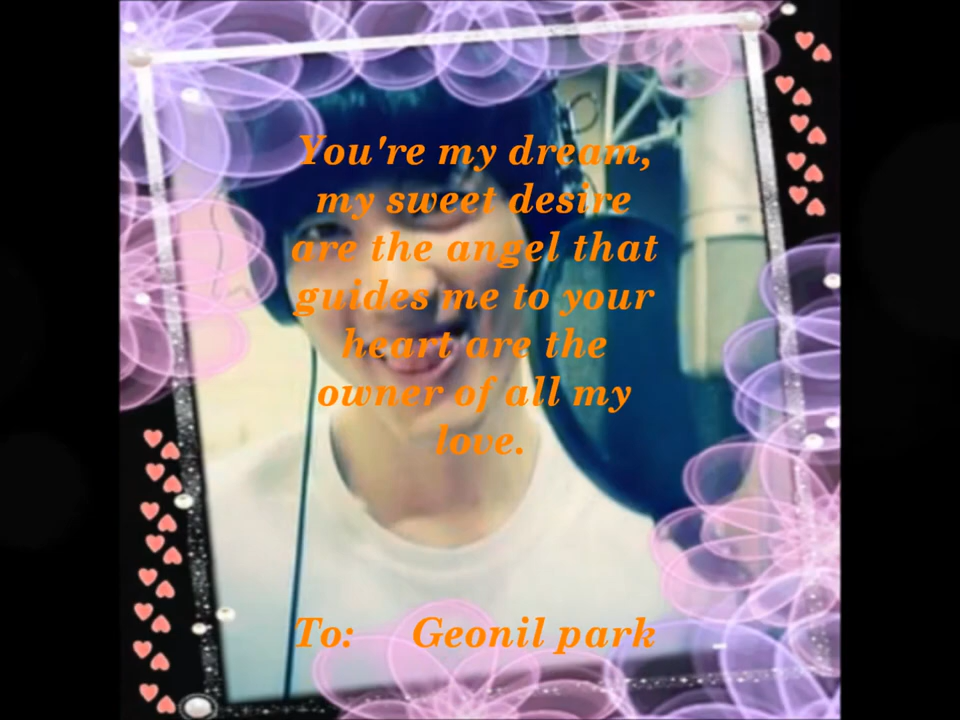 You're my dream,
my sweet desire
are the angel that
guides me to your
heart are the
owner of all my
love.
To: Geonil park